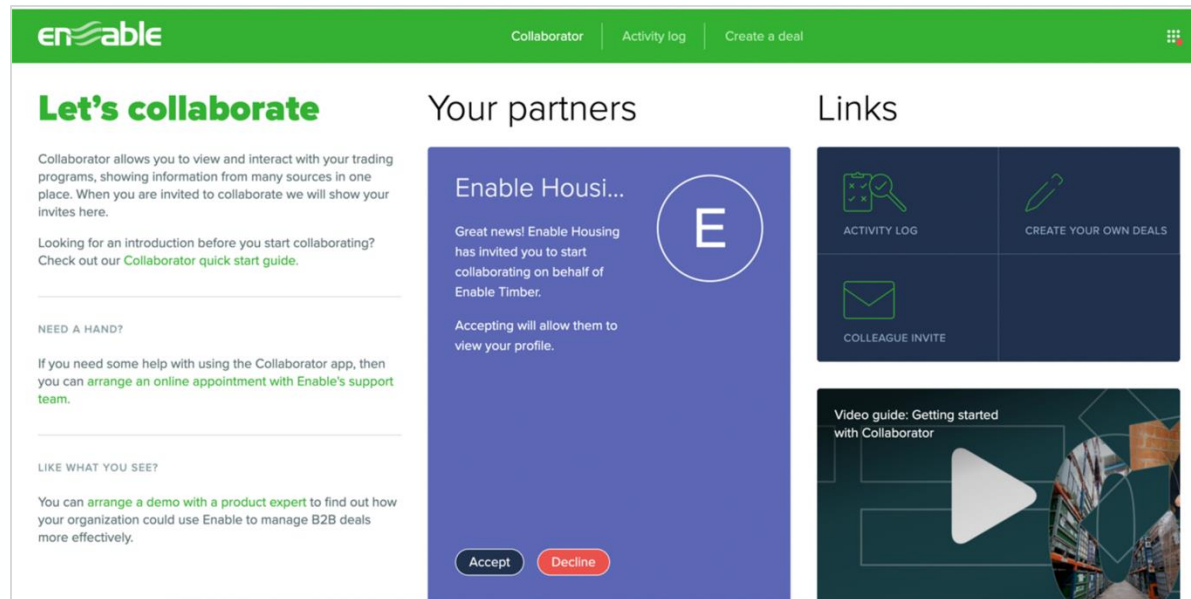 enable
Collaborator
Activity log
Create a deal
Let's collaborate
Collaborator allows you to view and interact with your trading
programs, showing information from many sources in one
place. When you are invited to collaborate we will show your
invites here.
Looking for an introduction before you start collaborating?
Check out our Collaborator quick start guide.
NEED A HAND?
If you need some help with using the Collaborator app, then
you can arrange an online appointment with Enable's support
team.
LIKE WHAT YOU SEE?
You can arrange a demo with a product expert to find out how
your organization could use Enable to manage B2B deals
more effectively.
Your partners
Enable Housi...
E
Great news! Enable Housing
has invited you to start
collaborating on behalf of
Enable Timber.
Accepting will allow them to
view your profile.
Accept
Decline
Links
ACTIVITY LOG
CREATE YOUR OWN DEALS
COLLEAGUE INVITE
Video guide: Getting started
with Collaborator